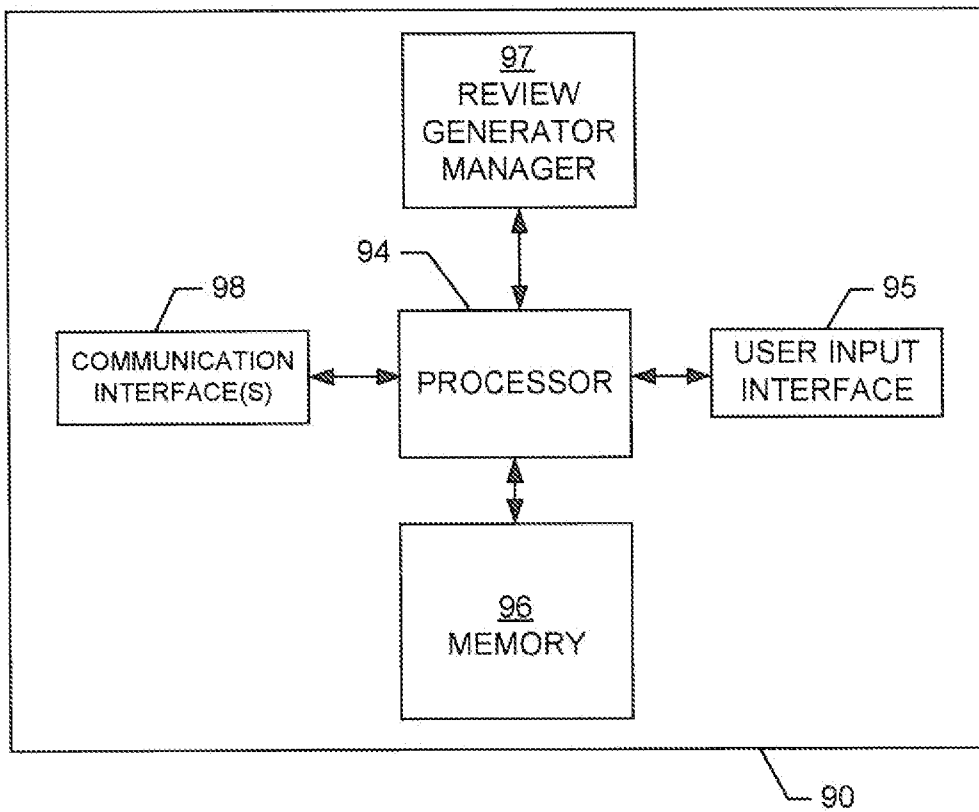 97
REVIEW
GENERATOR
MANAGER
94
98
95
COMMUNICATION
INTERFACE(S)
PROCESSOR
USER INPUT
INTERFACE
96
MEMORY
90